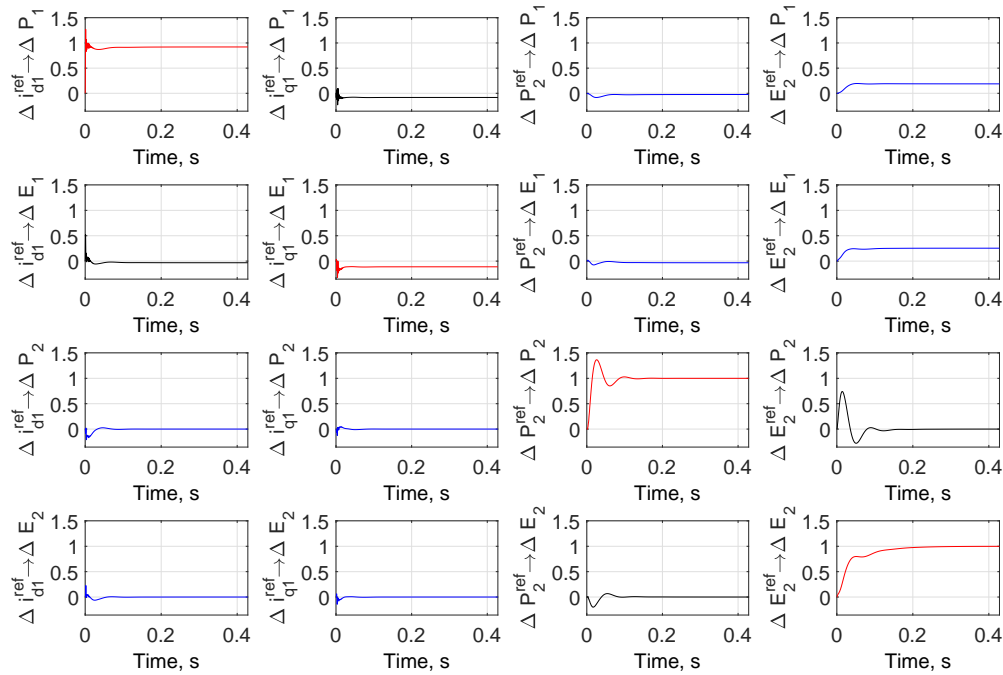 Δ i_{d1}^{ref}→Δ P_1
1.5
1
0.5
0
0 0.2 0.4
Time, s
Δ i_{q1}^{ref}→Δ P_1
1.5
1
0.5
0
0 0.2 0.4
Time, s
Δ P_2^{ref}→Δ P_1
1.5
1
0.5
0
0 0.2 0.4
Time, s
Δ E_2^{ref}→Δ P_1
1.5
1
0.5
0
0 0.2 0.4
Time, s
Δ i_{d1}^{ref}→Δ E_1
1.5
1
0.5
0
0 0.2 0.4
Time, s
Δ i_{q1}^{ref}→Δ E_1
1.5
1
0.5
0
0 0.2 0.4
Time, s
Δ P_2^{ref}→Δ E_1
1.5
1
0.5
0
0 0.2 0.4
Time, s
Δ E_2^{ref}→Δ E_1
1.5
1
0.5
0
0 0.2 0.4
Time, s
Δ i_{d1}^{ref}→Δ P_2
1.5
1
0.5
0
0 0.2 0.4
Time, s
Δ i_{q1}^{ref}→Δ P_2
1.5
1
0.5
0
0 0.2 0.4
Time, s
Δ P_2^{ref}→Δ P_2
1.5
1
0.5
0
0 0.2 0.4
Time, s
Δ E_2^{ref}→Δ P_2
1.5
1
0.5
0
0 0.2 0.4
Time, s
Δ i_{d1}^{ref}→Δ E_2
1.5
1
0.5
0
0 0.2 0.4
Time, s
Δ i_{q1}^{ref}→Δ E_2
1.5
1
0.5
0
0 0.2 0.4
Time, s
Δ P_2^{ref}→Δ E_2
1.5
1
0.5
0
0 0.2 0.4
Time, s
Δ E_2^{ref}→Δ E_2
1.5
1
0.5
0
0 0.2 0.4
Time, s